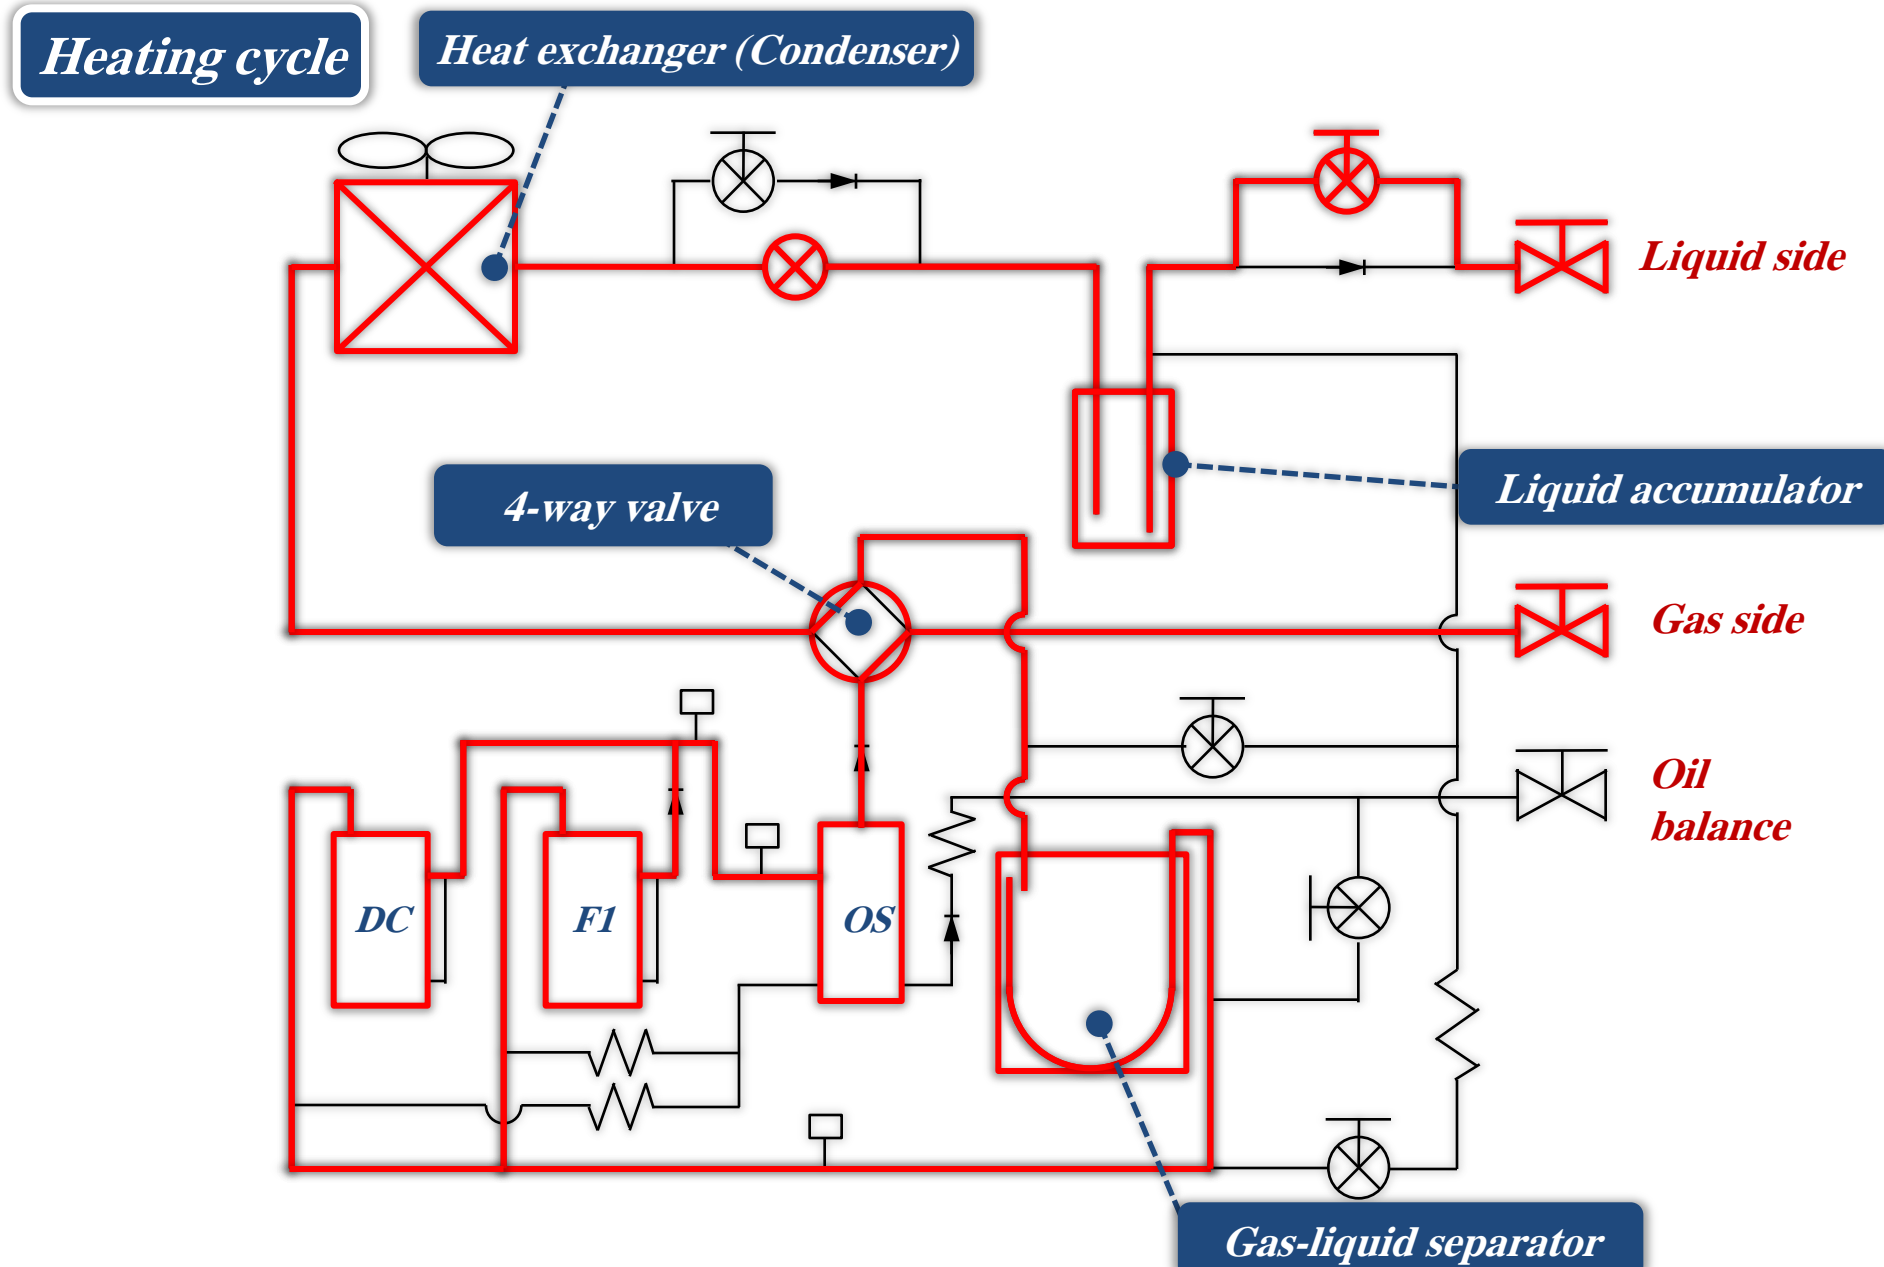 Heating cycle
Heat exchanger (Condenser)
Liquid side
4-way valve
Liquid accumulator
Gas side
Oil
balance
DC
F1
OS
Gas-liquid separator